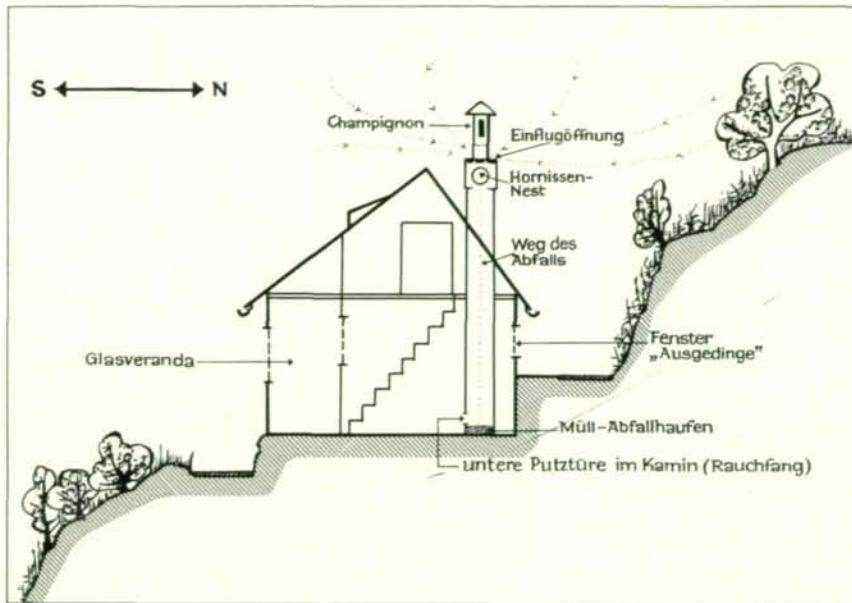 S N
Champignon
Einflugöffnung
Hornissen-
Nest
Weg des
Abfalls
Glasveranda
Fenster
„Ausgedinge"
Müll-Abfallhaufen
untere Putztüre im Kamin (Rauchfang)